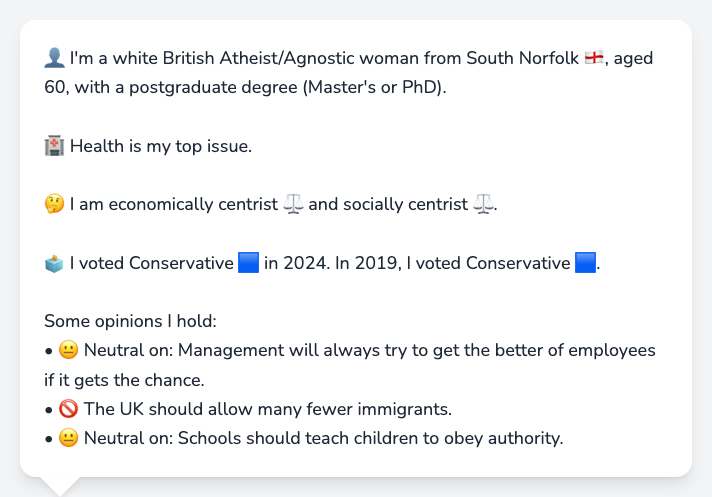 👤 I'm a white British Atheist/Agnostic woman from South Norfolk 🏴󠁧󠁢󠁥󠁮󠁧󠁿, aged
60, with a postgraduate degree (Master's or PhD).
🏥 Health is my top issue.
🤔 I am economically centrist ⚖️ and socially centrist ⚖️.
🗳️ I voted Conservative 🟦 in 2024. In 2019, I voted Conservative 🟦.
Some opinions I hold:
• 😐 Neutral on: Management will always try to get the better of employees
if it gets the chance.
• 🚫 The UK should allow many fewer immigrants.
• 😐 Neutral on: Schools should teach children to obey authority.